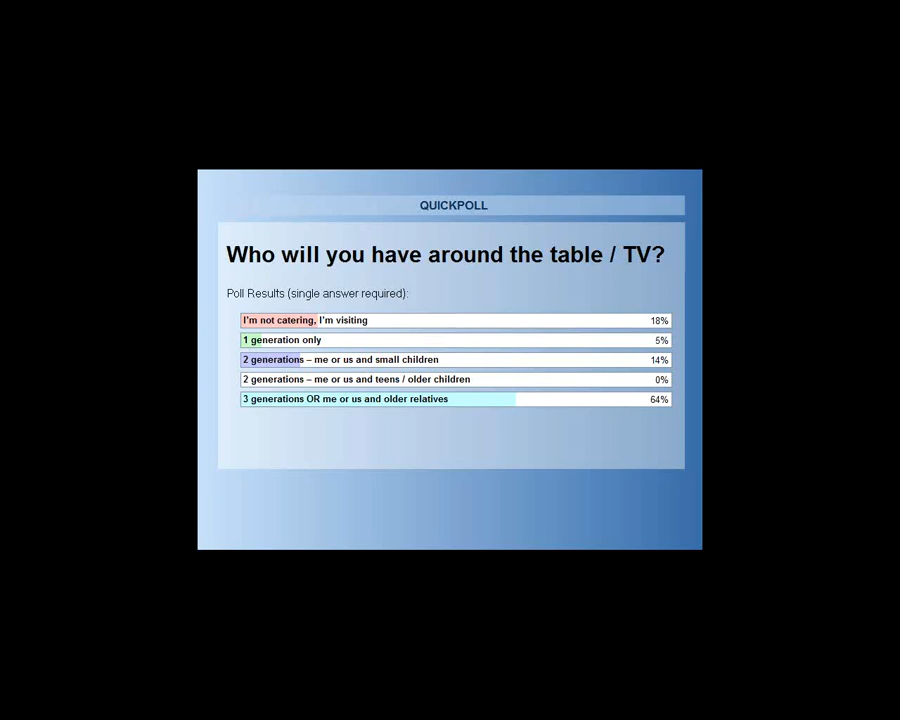 QUICKPOLL
Who will you have around the table / TV?
Poll Results (single answer required):
I'm not catering, I'm visiting 18%
1 generation only 5%
2 generations – me or us and small children 14%
2 generations – me or us and teens / older children 0%
3 generations OR me or us and older relatives 64%